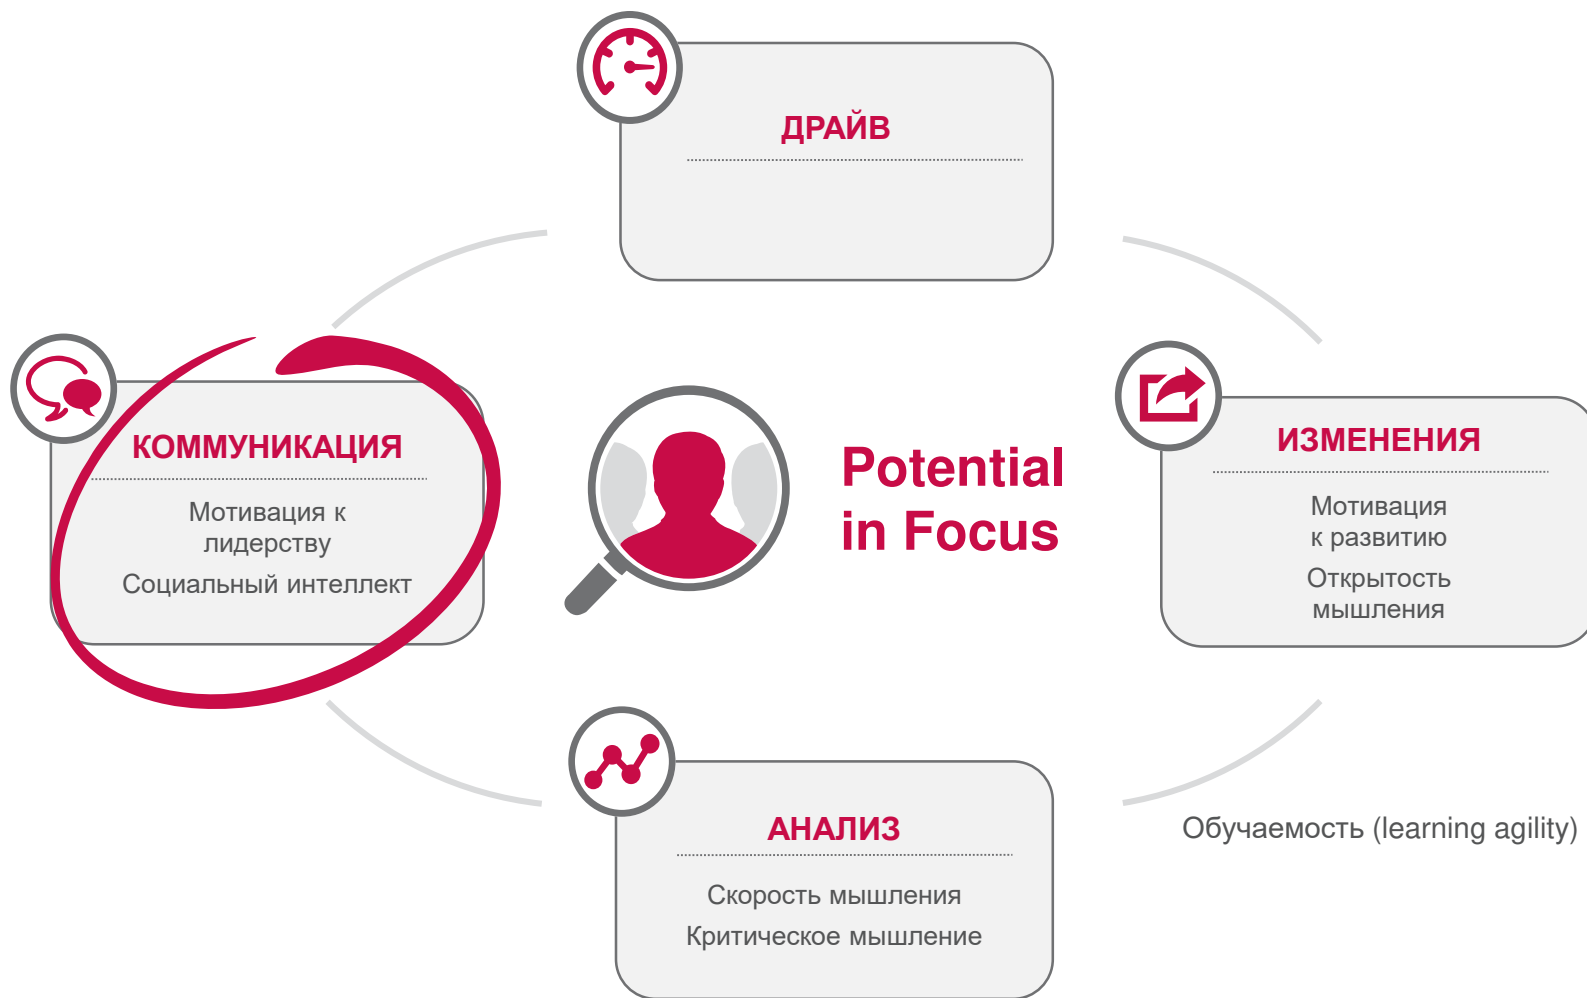 ДРАЙВ
КОММУНИКАЦИЯ
Мотивация к
лидерству
Социальный интеллект
Potential
in Focus
ИЗМЕНЕНИЯ
Мотивация
к развитию
Открытость
мышления
АНАЛИЗ
Скорость мышления
Критическое мышление
Обучаемость (learning agility)